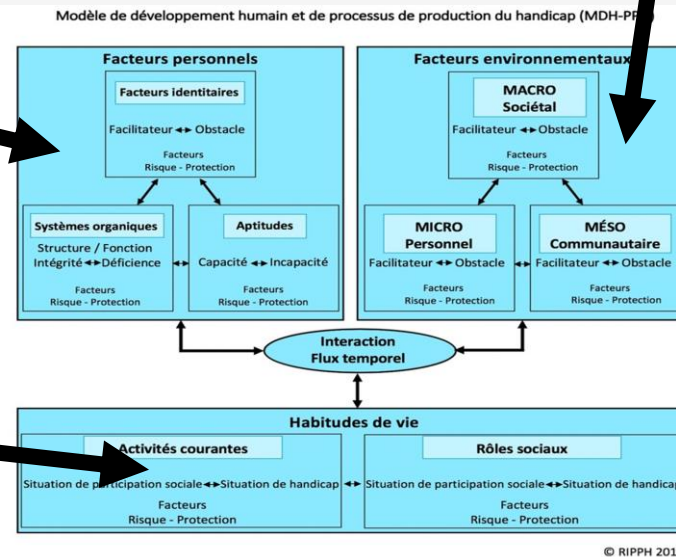 Modèle de développement humain et de processus de production du handicap (MDH-PP
Facteurs personnels
Facteurs identitaires
Facilitateur ↔ Obstacle
Facteurs
Risque - Protection
Systèmes organiques
Structure / Fonction
Intégrité ↔ Déficience
Facteurs
Risque - Protection
Aptitudes
Capacité ↔ Incapacité
Facteurs
Risque - Protection
Facteurs environnementaux
MACRO
Sociétal
Facilitateur ↔ Obstacle
Facteurs
Risque - Protection
MICRO
Personnel
Facilitateur ↔ Obstacle
Facteurs
Risque - Protection
MÉSO
Communautaire
Facilitateur ↔ Obstacle
Facteurs
Risque - Protection
Interaction
Flux temporel
Habitudes de vie
Activités courantes
Situation de participation sociale ↔ Situation de handicap
Facteurs
Risque - Protection
Rôles sociaux
Situation de participation sociale ↔ Situation de handicap
Facteurs
Risque - Protection
© RIPPH 201